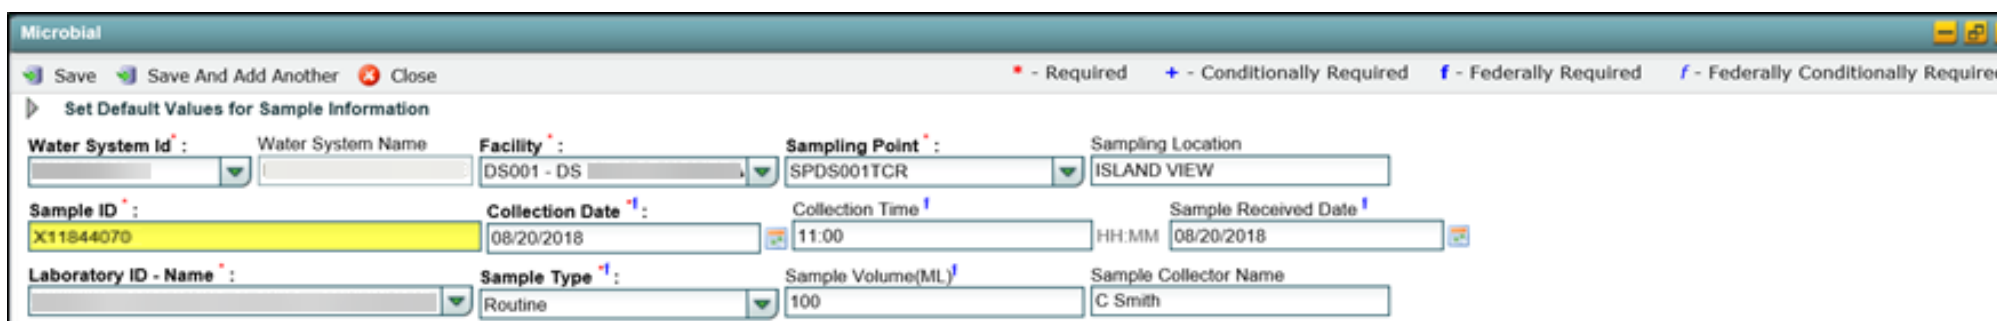 Microbial
Save Save And Add Another Close * - Required + - Conditionally Required f - Federally Required f - Federally Conditionally Require
Set Default Values for Sample Information
Water System Id * : Water System Name Facility * : Sampling Point * : Sampling Location
DS001 - DS SPDS001TCR ISLAND VIEW
Sample ID * : Collection Date *f : Collection Time f Sample Received Date f
X11844070 08/20/2018 11:00 HH:MM 08/20/2018
Laboratory ID - Name * : Sample Type *f : Sample Volume(ML) f Sample Collector Name
Routine 100 C Smith